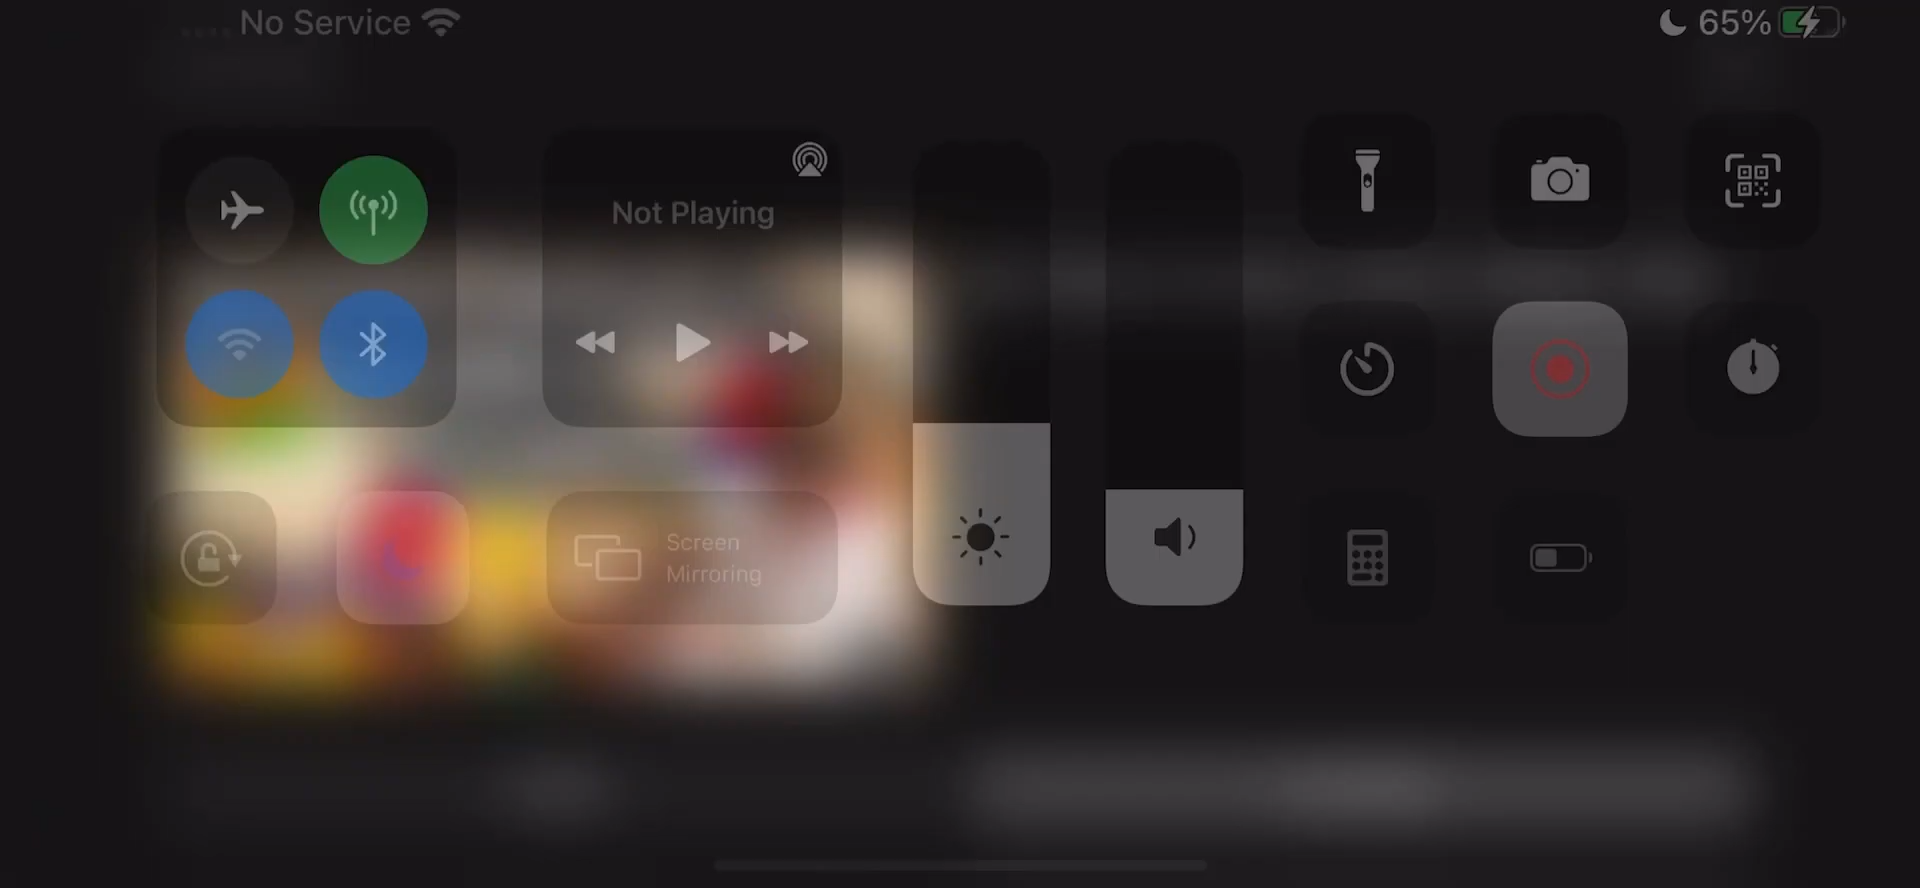 No Service
65%
Not Playing
Screen
Mirroring